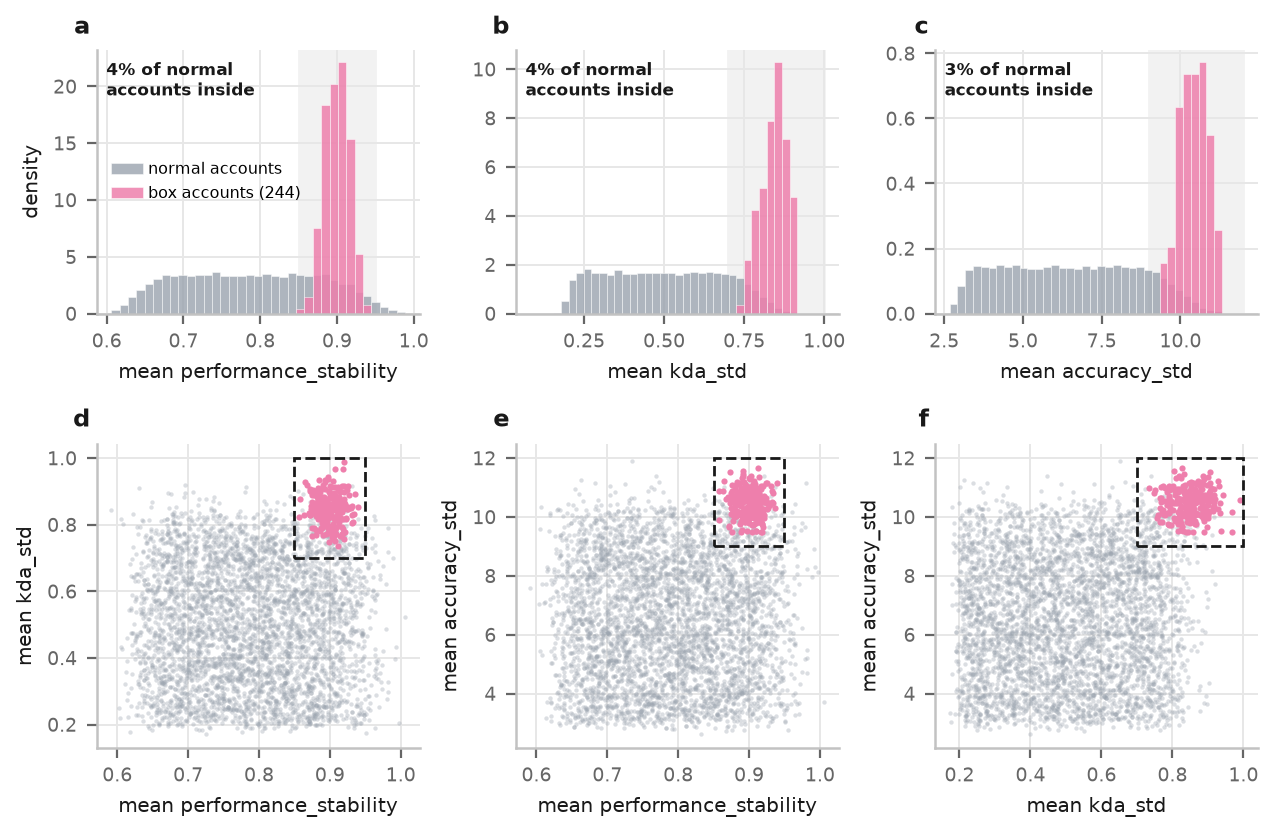 a
4% of normal
accounts inside
normal accounts
box accounts (244)
density
20
15
10
5
0
0.6 0.7 0.8 0.9 1.0
mean performance_stability
b
4% of normal
accounts inside
10
8
6
4
2
0
0.25 0.50 0.75 1.00
mean kda_std
c
3% of normal
accounts inside
0.8
0.6
0.4
0.2
0.0
2.5 5.0 7.5 10.0
mean accuracy_std
d
mean kda_std
1.0
0.8
0.6
0.4
0.2
0.6 0.7 0.8 0.9 1.0
mean performance_stability
e
mean accuracy_std
12
10
8
6
4
0.6 0.7 0.8 0.9 1.0
mean performance_stability
f
mean accuracy_std
12
10
8
6
4
0.2 0.4 0.6 0.8 1.0
mean kda_std